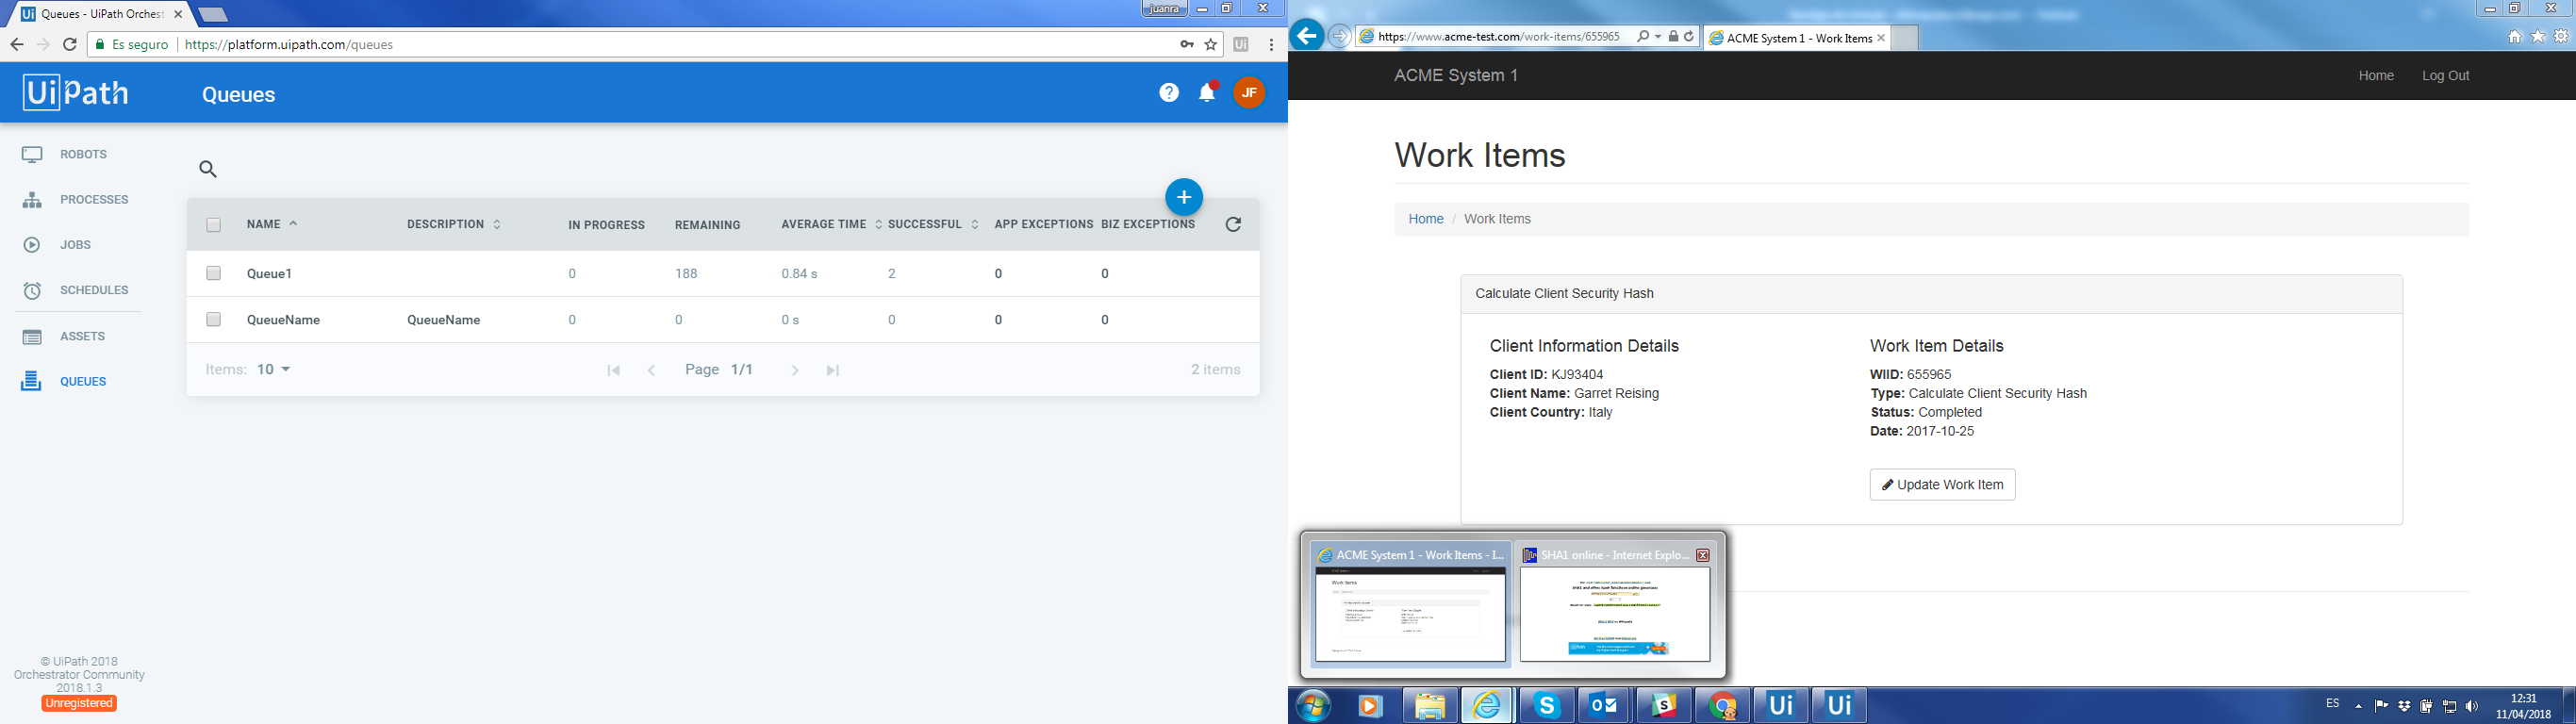 Queues - UiPath Orchest
juanra
Es seguro
https://platform.uipath.com/queues
UiPath
Queues
JF
ROBOTS
PROCESSES
JOBS
SCHEDULES
ASSETS
QUEUES
NAME DESCRIPTION IN PROGRESS REMAINING AVERAGE TIME SUCCESSFUL APP EXCEPTIONS BIZ EXCEPTIONS
Queue1 0 188 0.84 s 2 0 0
QueueName QueueName 0 0 0 s 0 0 0
Items: 10 Page 1/1 2 items
© UiPath 2018
Orchestrator Community
2018.1.3
Unregistered
https://www.acme-test.com/work-items/655965
ACME System 1 - Work Items
ACME System 1 Home Log Out
Work Items
Home / Work Items
Calculate Client Security Hash
Client Information Details
Client ID: KJ93404
Client Name: Garret Reising
Client Country: Italy
Work Item Details
WIID: 655965
Type: Calculate Client Security Hash
Status: Completed
Date: 2017-10-25
Update Work Item
ACME System 1 - Work Items - I...
SHA1 online - Internet Explo...
Work Items
ES
12:31
11/04/2018